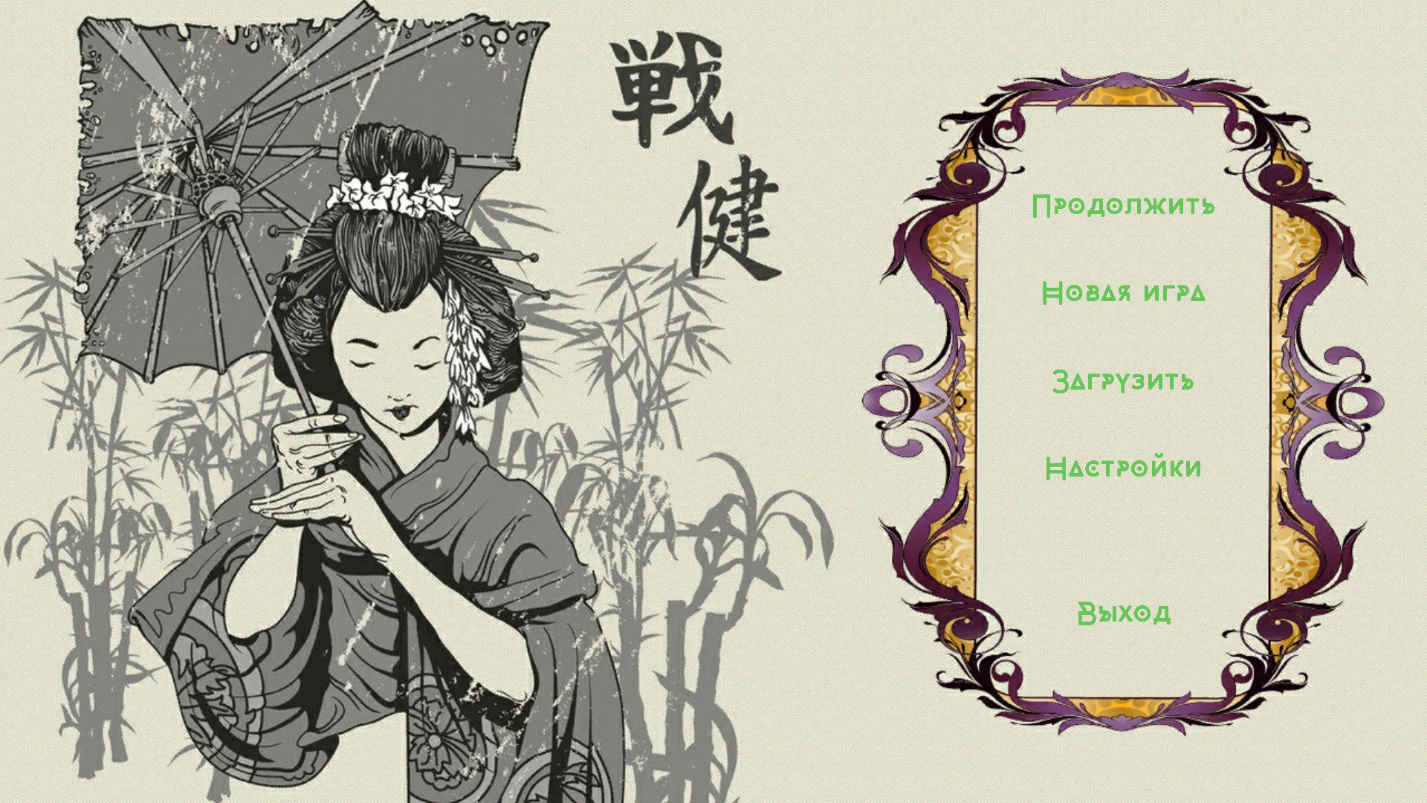 戦
健
Продолжить
Новая игра
Загрузить
Настройки
Выход